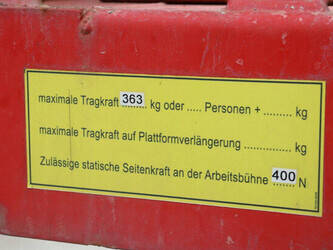 maximale Tragkraft 363 kg oder ..... Personen + ........ kg
maximale Tragkraft auf Plattformverlängerung .............. kg
Zulässige statische Seitenkraft an der Arbeitsbühne 400 N